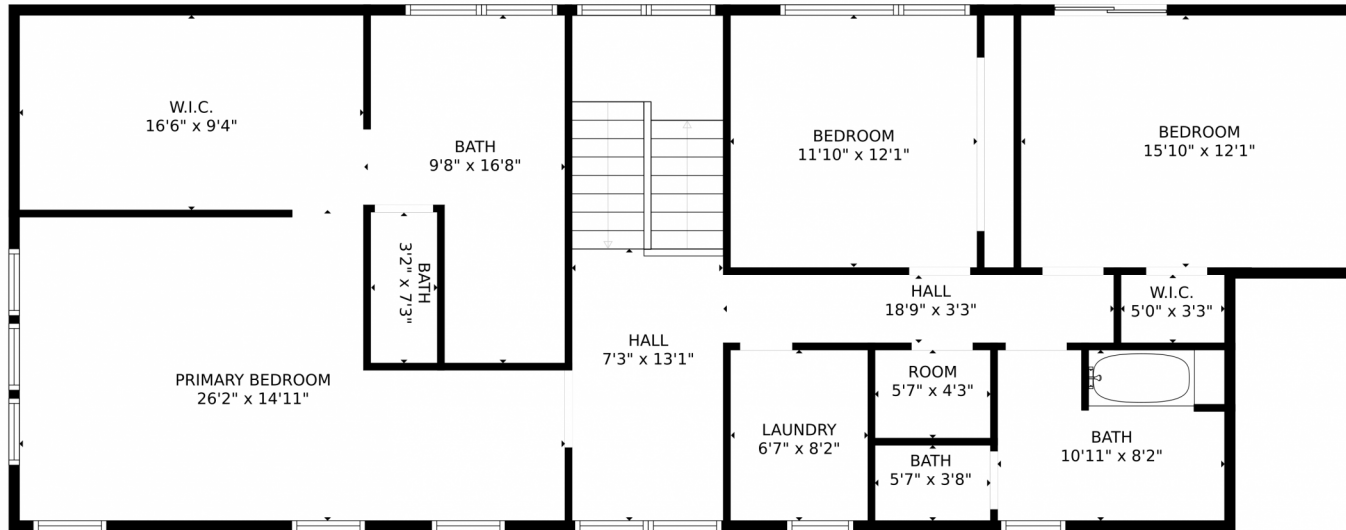 W.I.C.
16'6" x 9'4"
BATH
9'8" x 16'8"
BEDROOM
11'10" x 12'1"
BEDROOM
15'10" x 12'1"
BATH
3'2" x 7'3"
HALL
18'9" x 3'3"
W.I.C.
5'0" x 3'3"
HALL
7'3" x 13'1"
PRIMARY BEDROOM
26'2" x 14'11"
ROOM
5'7" x 4'3"
LAUNDRY
6'7" x 8'2"
BATH
10'11" x 8'2"
BATH
5'7" x 3'8"